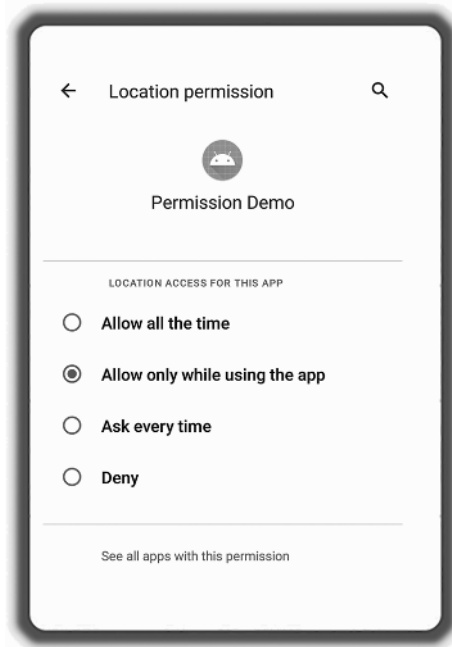 Location permission
Permission Demo
LOCATION ACCESS FOR THIS APP
Allow all the time
Allow only while using the app
Ask every time
Deny
See all apps with this permission